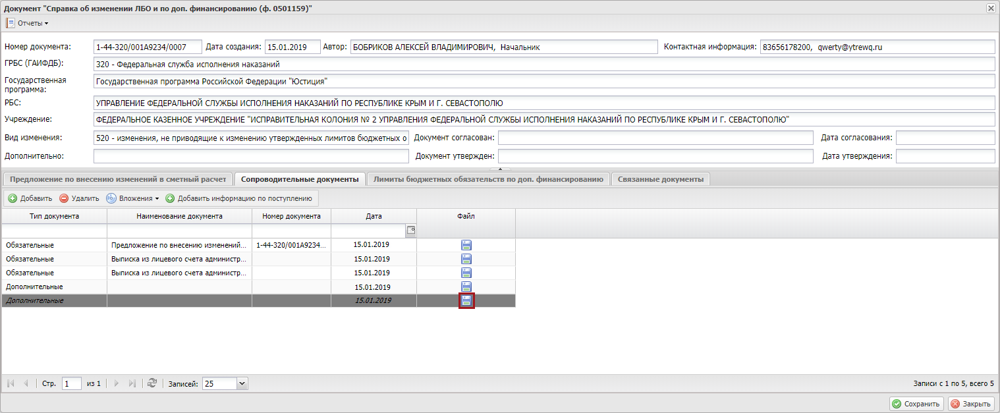 Документ "Справка об изменении ЛБО и по доп. финансированию (ф. 0501159)"
Отчеты
Номер документа: 1-44-320/001A9234/0007 Дата создания: 15.01.2019 Автор: БОБРИКОВ АЛЕКСЕЙ ВЛАДИМИРОВИЧ, Начальник Контактная информация: 83656178200, qwerty@ytrewq.ru
ГРБС (ГАИФДБ): 320 - Федеральная служба исполнения наказаний
Государственная
программа: Государственная программа Российской Федерации "Юстиция"
РБС: УПРАВЛЕНИЕ ФЕДЕРАЛЬНОЙ СЛУЖБЫ ИСПОЛНЕНИЯ НАКАЗАНИЙ ПО РЕСПУБЛИКЕ КРЫМ И Г. СЕВАСТОПОЛЮ
Учреждение: ФЕДЕРАЛЬНОЕ КАЗЕННОЕ УЧРЕЖДЕНИЕ "ИСПРАВИТЕЛЬНАЯ КОЛОНИЯ № 2 УПРАВЛЕНИЯ ФЕДЕРАЛЬНОЙ СЛУЖБЫ ИСПОЛНЕНИЯ НАКАЗАНИЙ ПО РЕСПУБЛИКЕ КРЫМ И Г. СЕВАСТОПОЛЮ"
Вид изменения: 520 - изменения, не приводящие к изменению утвержденных лимитов бюджетных о Документ согласован: Дата согласования:
Дополнительно: Документ утвержден: Дата утверждения:
Предложение по внесению изменений в сметный расчет Сопроводительные документы Лимиты бюджетных обязательств по доп. финансированию Связанные документы
Добавить Удалить Вложения Добавить информацию по поступлению
Тип документа Наименование документа Номер документа Дата Файл
Обязательные Предложение по внесению изменений... 1-44-320/001A9234... 15.01.2019
Обязательные Выписка из лицевого счета администр... 15.01.2019
Обязательные Выписка из лицевого счета администр... 15.01.2019
Дополнительные 15.01.2019
Дополнительные 15.01.2019
Стр. 1 из 1 Записей: 25 Записи с 1 по 5, всего 5
Сохранить Закрыть